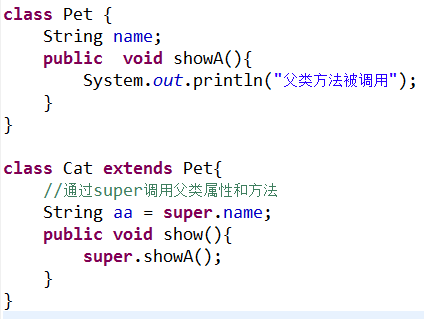 class Pet {
    String name;
    public  void showA(){
        System.out.println("父类方法被调用");
    }
}
class Cat extends Pet{
    //通过super调用父类属性和方法
    String aa = super.name;
    public void show(){
        super.showA();
    }
}